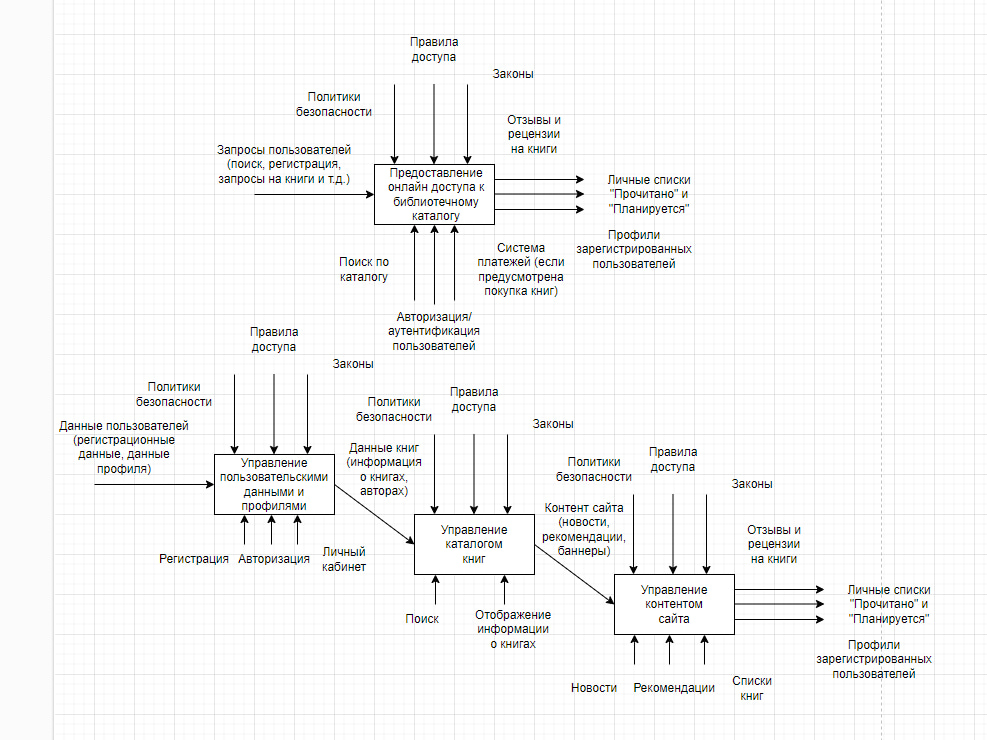 Правила
доступа
Законы
Политики
безопасности
Отзывы и
рецензии
на книги
Запросы пользователей
(поиск, регистрация,
запросы на книги и т.д.)
Предоставление
онлайн доступа к
библиотечному
каталогу
Личные списки
"Прочитано" и
"Планируется"
Профили
зарегистрированных
пользователей
Поиск по
каталогу
Система
платежей (если
предусмотрена
покупка книг)
Авторизация/
аутентификация
пользователей
Правила
доступа
Законы
Политики
безопасности
Данные пользователей
(регистрационные
данные, данные
профиля)
Управление
пользовательскими
данными и
профилями
Регистрация
Авторизация
Личный
кабинет
Политики
безопасности
Правила
доступа
Законы
Данные книг
(информация
о книгах,
авторах)
Управление
каталогом
книг
Поиск
Отображение
информации
о книгах
Политики
безопасности
Правила
доступа
Законы
Контент сайта
(новости,
рекомендации,
баннеры)
Управление
контентом
сайта
Отзывы и
рецензии
на книги
Личные списки
"Прочитано" и
"Планируется"
Профили
зарегистрированных
пользователей
Новости
Рекомендации
Списки
книг